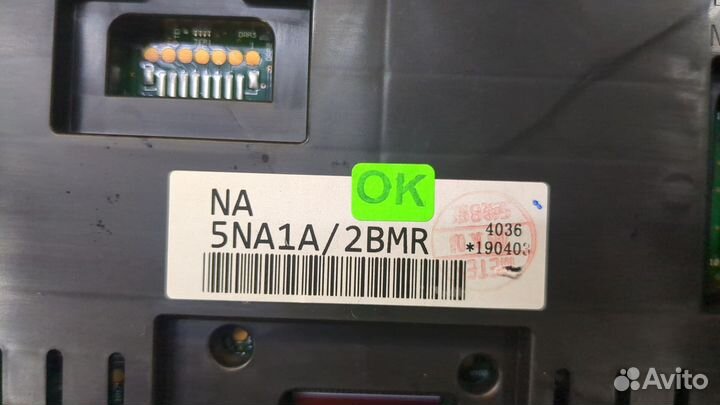 OK
NA
5NA1A/2BMR
4036
*190403
Avito